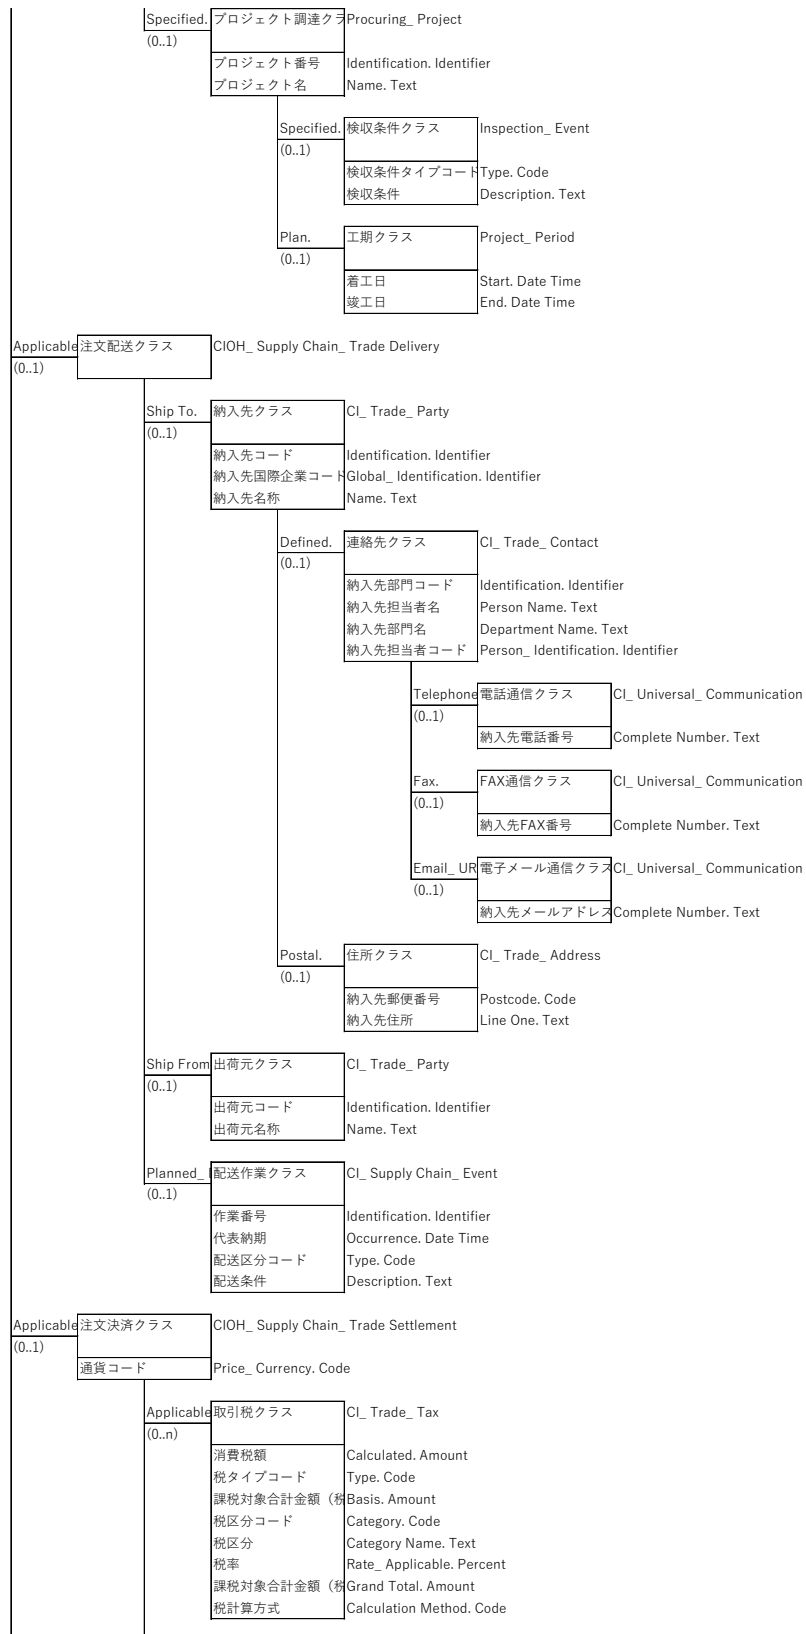 Specified. プロジェクト調達クラ Procuring_ Project
(0..1)
プロジェクト番号 Identification. Identifier
プロジェクト名 Name. Text
Specified. 検収条件クラス Inspection_ Event
(0..1)
検収条件タイプコード Type. Code
検収条件 Description. Text
Plan. 工期クラス Project_ Period
(0..1)
着工日 Start. Date Time
竣工日 End. Date Time
Applicable 注文配送クラス CIOH_ Supply Chain_ Trade Delivery
(0..1)
Ship To. 納入先クラス CI_ Trade_ Party
(0..1)
納入先コード Identification. Identifier
納入先国際企業コード Global_ Identification. Identifier
納入先名称 Name. Text
Defined. 連絡先クラス CI_ Trade_ Contact
(0..1)
納入先部門コード Identification. Identifier
納入先担当者名 Person Name. Text
納入先部門名 Department Name. Text
納入先担当者コード Person_ Identification. Identifier
Telephone 電話通信クラス CI_ Universal_ Communication
(0..1)
納入先電話番号 Complete Number. Text
Fax. FAX通信クラス CI_ Universal_ Communication
(0..1)
納入先FAX番号 Complete Number. Text
Email_ UR 電子メール通信クラス CI_ Universal_ Communication
(0..1)
納入先メールアドレス Complete Number. Text
Postal. 住所クラス CI_ Trade_ Address
(0..1)
納入先郵便番号 Postcode. Code
納入先住所 Line One. Text
Ship From 出荷元クラス CI_ Trade_ Party
(0..1)
出荷元コード Identification. Identifier
出荷元名称 Name. Text
Planned_ 配送作業クラス CI_ Supply Chain_ Event
(0..1)
作業番号 Identification. Identifier
代表納期 Occurrence. Date Time
配送区分コード Type. Code
配送条件 Description. Text
Applicable 注文決済クラス CIOH_ Supply Chain_ Trade Settlement
(0..1)
通貨コード Price_ Currency. Code
Applicable 取引税クラス CI_ Trade_ Tax
(0..n)
消費税額 Calculated. Amount
税タイプコード Type. Code
課税対象合計金額（税 Basis. Amount
税区分コード Category. Code
税区分 Category Name. Text
税率 Rate_ Applicable. Percent
課税対象合計金額（税 Grand Total. Amount
税計算方式 Calculation Method. Code